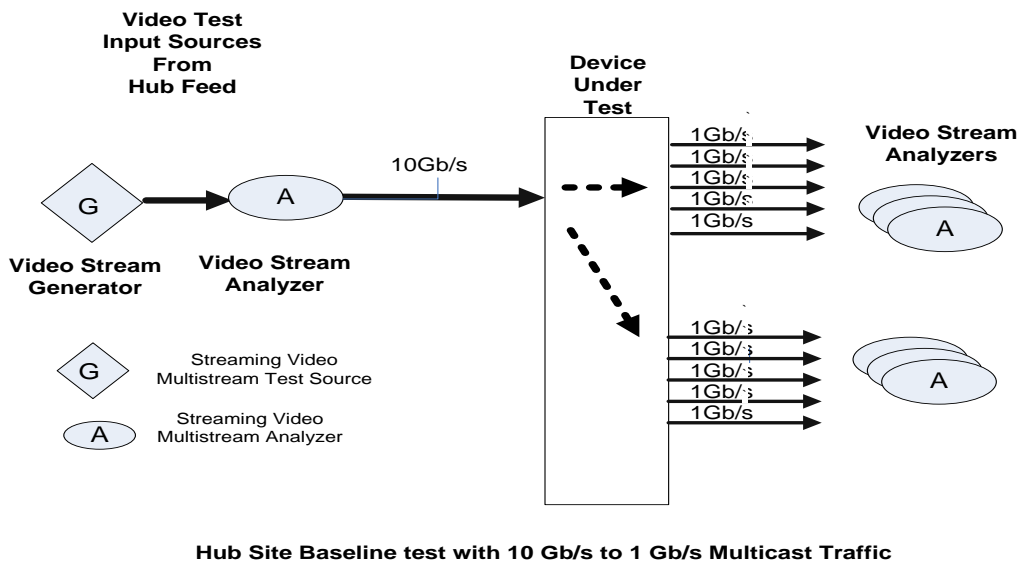 Video Test
Input Sources
From
Hub Feed
Device
Under
Test
10Gb/s
G
A
Video Stream
Generator
Video Stream
Analyzer
1Gb/s
1Gb/s
1Gb/s
1Gb/s
1Gb/s
Video Stream
Analyzers
A
1Gb/s
1Gb/s
1Gb/s
1Gb/s
1Gb/s
A
G
Streaming Video
Multistream Test Source
A
Streaming Video
Multistream Analyzer
Hub Site Baseline test with 10 Gb/s to 1 Gb/s Multicast Traffic